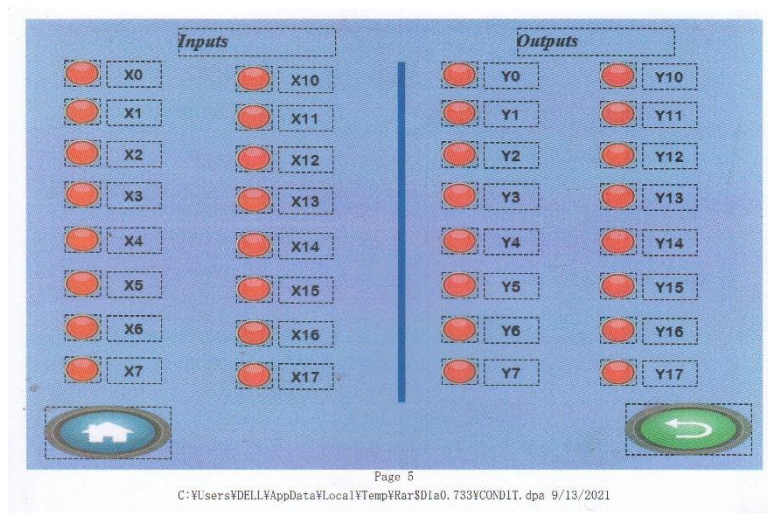 Inputs
Outputs
X0 X10 Y0 Y10
X1 X11 Y1 Y11
X2 X12 Y2 Y12
X3 X13 Y3 Y13
X4 X14 Y4 Y14
X5 X15 Y5 Y15
X6 X16 Y6 Y16
X7 X17 Y7 Y17
Page 5
C:¥Users¥DELL¥AppData¥Local¥Temp¥Rar$DIa0.733¥CONDIT.dpa 9/13/2021